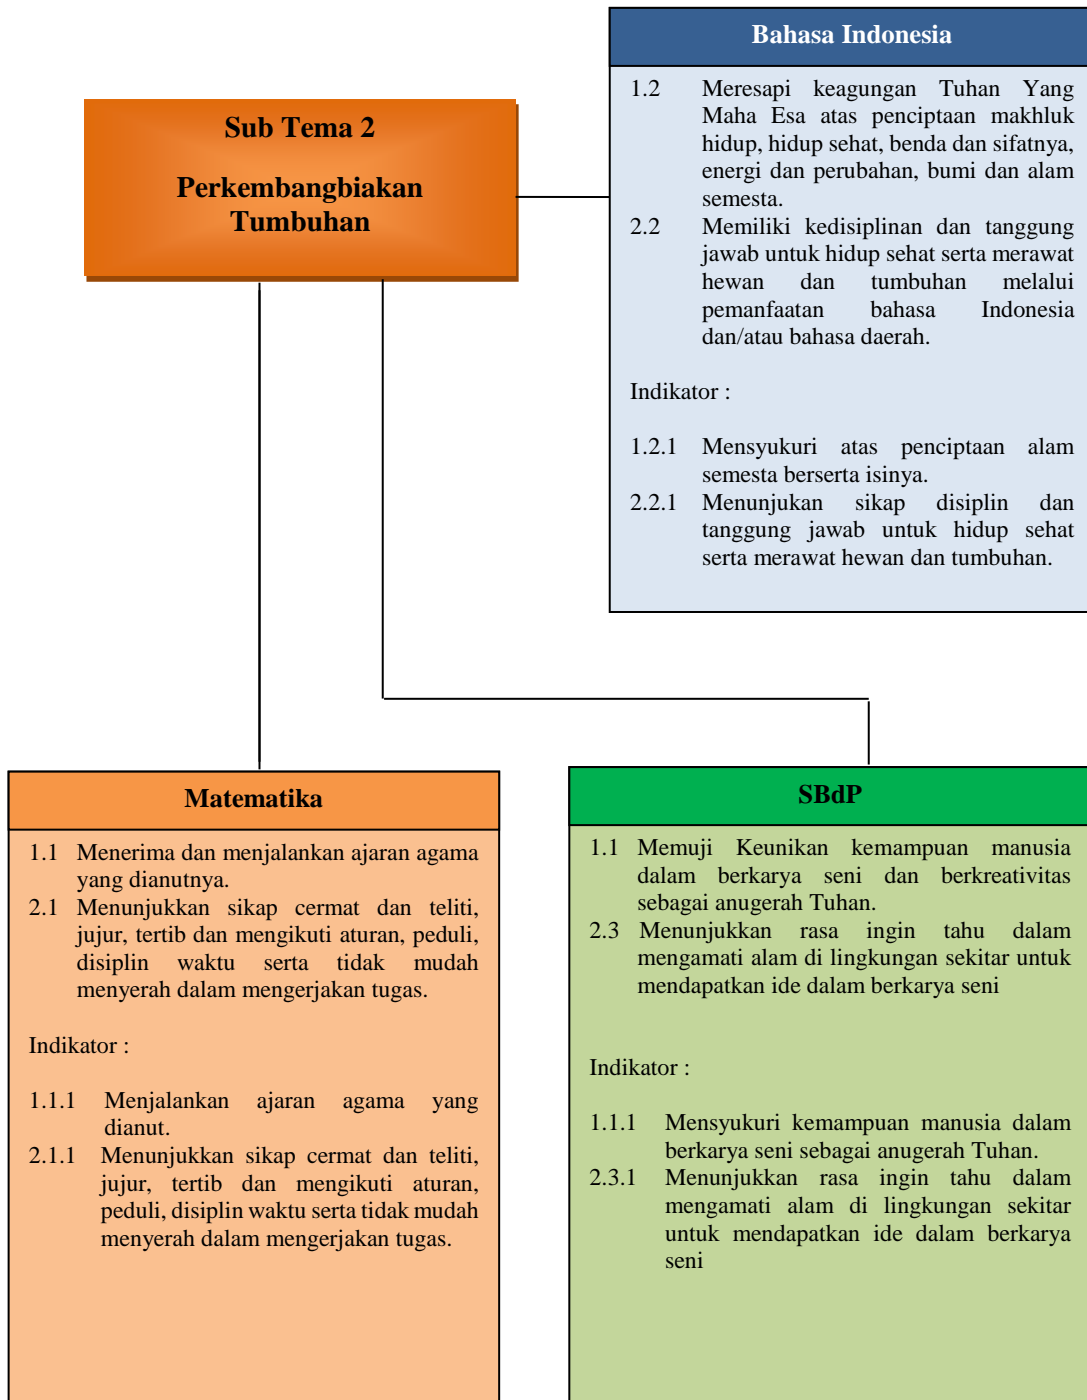 Sub Tema 2
Perkembangbiakan
Tumbuhan
Bahasa Indonesia
1.2 Meresapi keagungan Tuhan Yang
Maha Esa atas penciptaan makhluk
hidup, hidup sehat, benda dan sifatnya,
energi dan perubahan, bumi dan alam
semesta.
2.2 Memiliki kedisiplinan dan tanggung
jawab untuk hidup sehat serta merawat
hewan dan tumbuhan melalui
pemanfaatan bahasa Indonesia
dan/atau bahasa daerah.
Indikator :
1.2.1 Mensyukuri atas penciptaan alam
semesta berserta isinya.
2.2.1 Menunjukan sikap disiplin dan
tanggung jawab untuk hidup sehat
serta merawat hewan dan tumbuhan.
Matematika
1.1 Menerima dan menjalankan ajaran agama
yang dianutnya.
2.1 Menunjukkan sikap cermat dan teliti,
jujur, tertib dan mengikuti aturan, peduli,
disiplin waktu serta tidak mudah
menyerah dalam mengerjakan tugas.
Indikator :
1.1.1 Menjalankan ajaran agama yang
dianut.
2.1.1 Menunjukkan sikap cermat dan teliti,
jujur, tertib dan mengikuti aturan,
peduli, disiplin waktu serta tidak mudah
menyerah dalam mengerjakan tugas.
SBdP
1.1 Memuji Keunikan kemampuan manusia
dalam berkarya seni dan berkreativitas
sebagai anugerah Tuhan.
2.3 Menunjukkan rasa ingin tahu dalam
mengamati alam di lingkungan sekitar untuk
mendapatkan ide dalam berkarya seni
Indikator :
1.1.1 Mensyukuri kemampuan manusia dalam
berkarya seni sebagai anugerah Tuhan.
2.3.1 Menunjukkan rasa ingin tahu dalam
mengamati alam di lingkungan sekitar
untuk mendapatkan ide dalam berkarya
seni